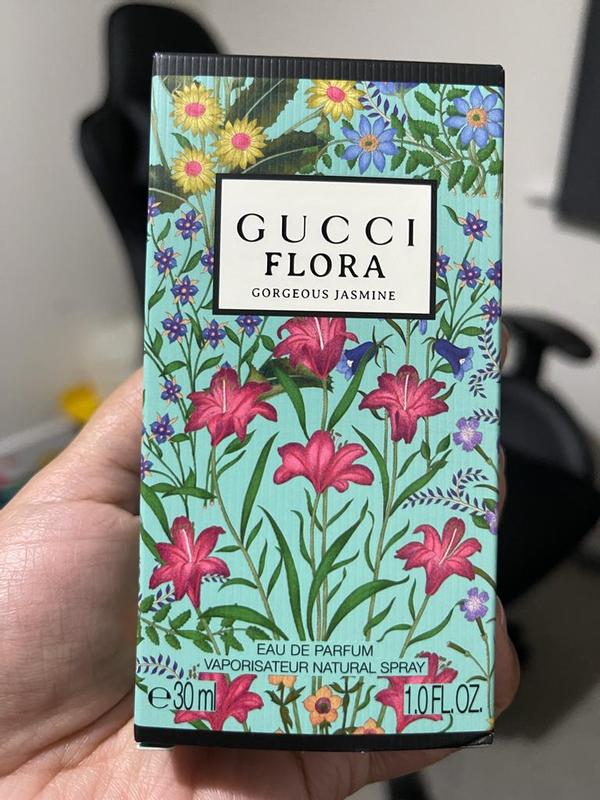 GUCCI
FLORA
GORGEOUS JASMINE
EAU DE PARFUM
VAPORISATEUR NATURAL SPRAY
℮30 ml
1.0 FL.OZ.